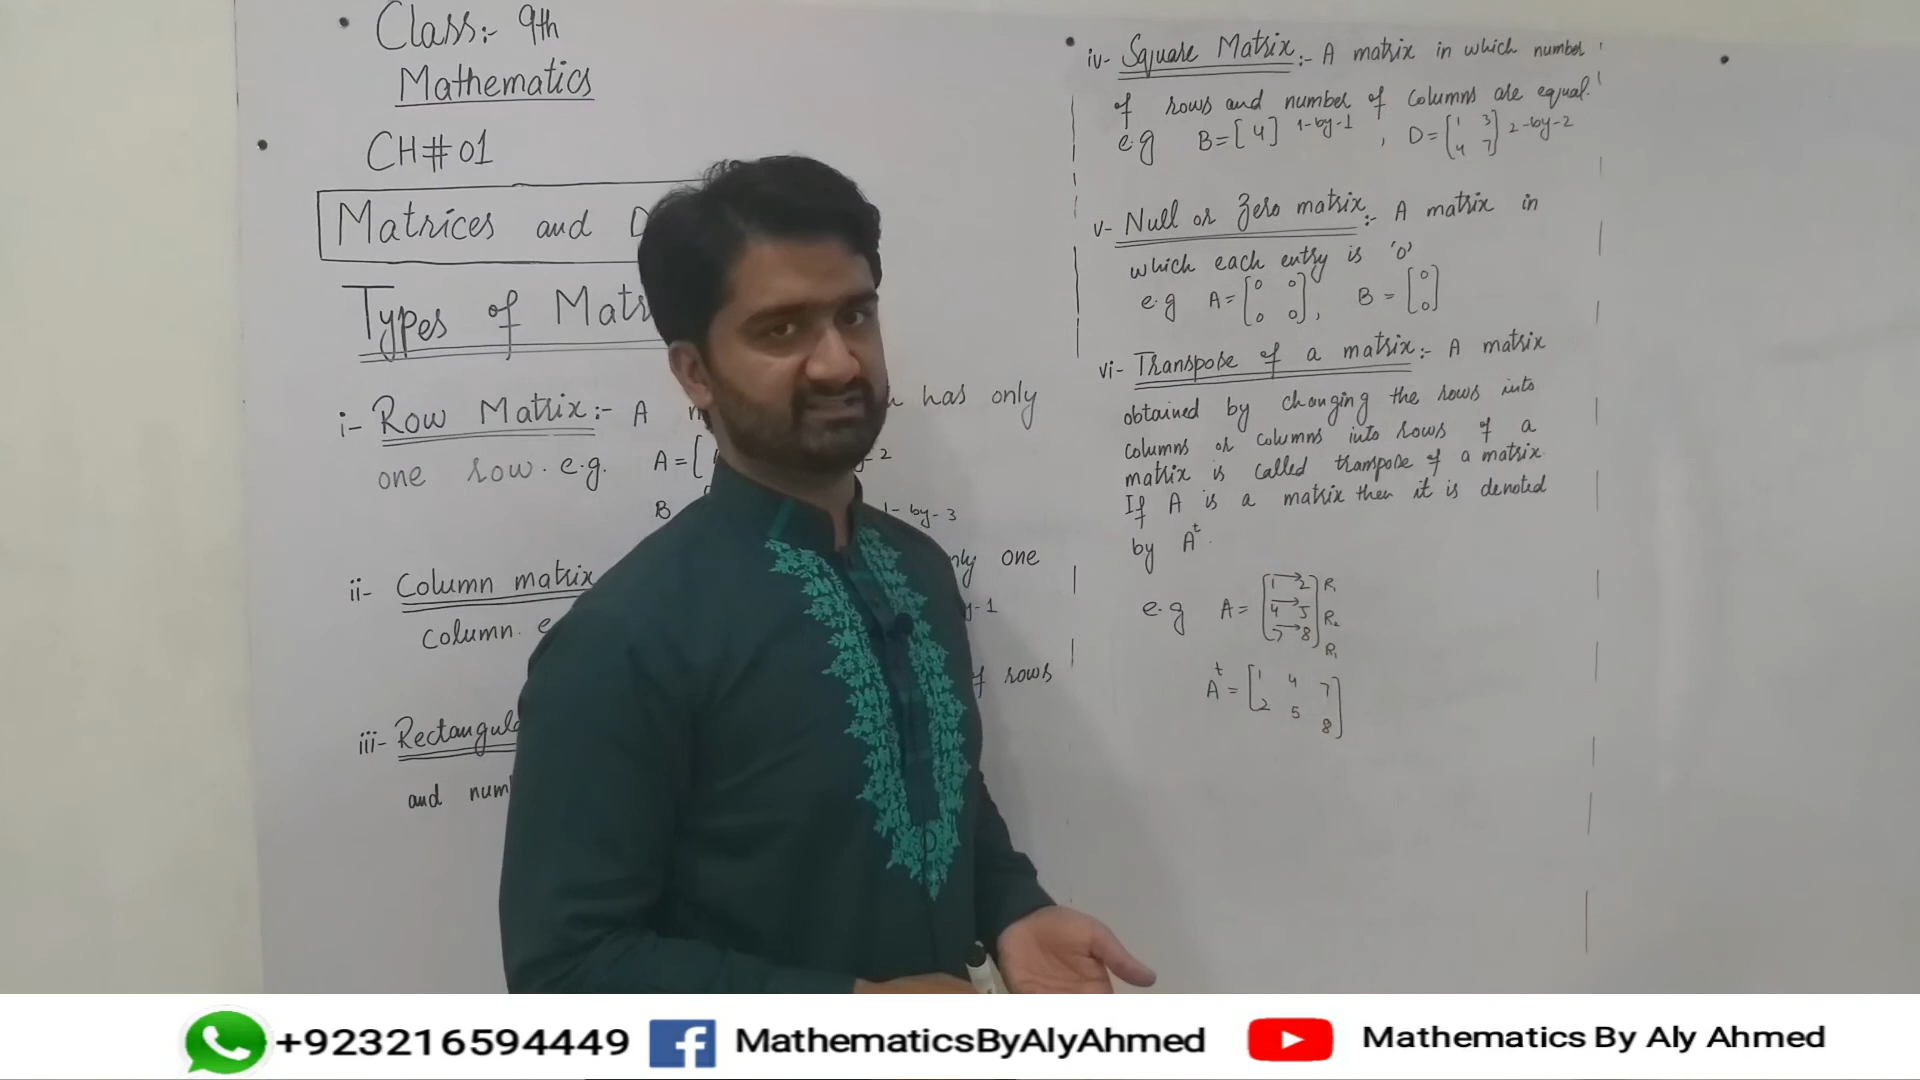 Class:- 9th
Mathematics
CH#01
Matrices and D
Types of Matr
i- Row Matrix:- A has only
one row. e.g. A=[ -2
B 1-by-3
ii- Column matrix only one
column. e y-1
of rows
iii- Rectangula
and num
iv- Square Matrix:- A matrix in which number
of rows and number of columns are equal.
e.g B=[4] 1-by-1, D=[1 3
4 7] 2-by-2
v- Null or Zero matrix:- A matrix in
which each entry is '0'
e.g A=[0 0
0 0], B=[0
0]
vi- Transpose of a matrix:- A matrix
obtained by changing the rows into
columns or columns into rows of a
matrix is called transpose of a matrix.
If A is a matrix then it is denoted
by Aᵗ.
e.g A=[1 2 R₁
4 5 R₂
7 8] R₁
Aᵗ=[1 4 7
2 5 8]
+923216594449 MathematicsByAlyAhmed Mathematics By Aly Ahmed